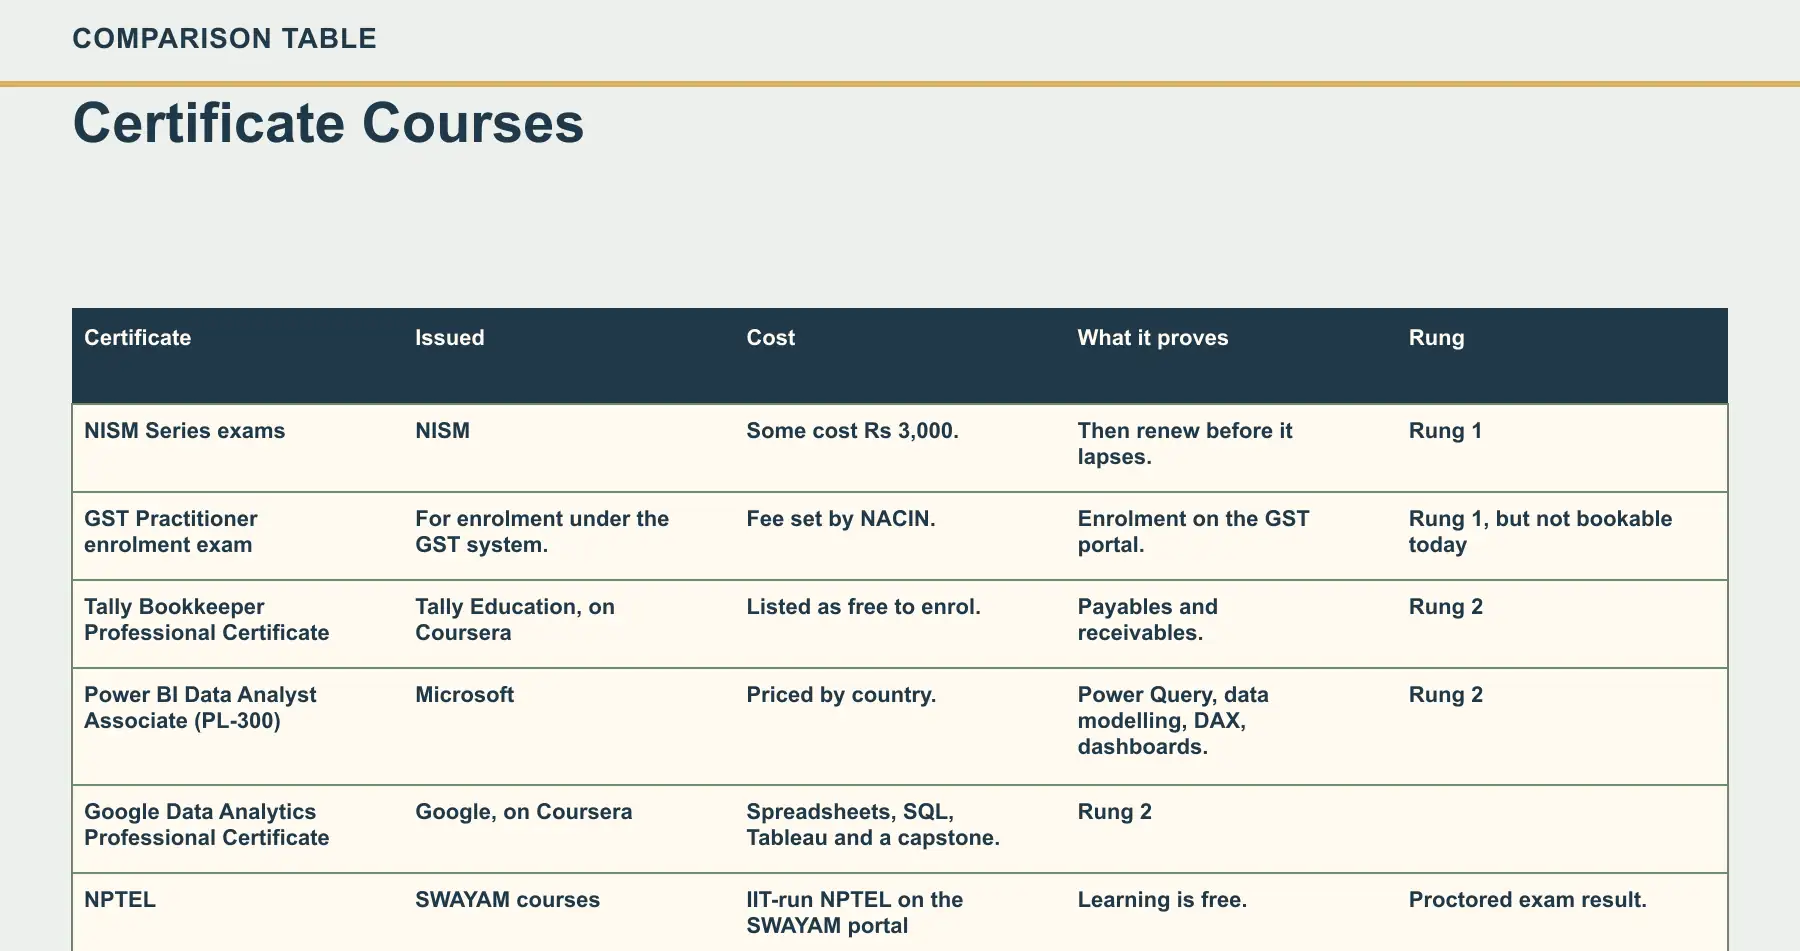 COMPARISON TABLE
Certificate Courses
Certificate Issued Cost What it proves Rung
NISM Series exams NISM Some cost Rs 3,000. Then renew before it Rung 1
lapses.
GST Practitioner For enrolment under the Fee set by NACIN. Enrolment on the GST Rung 1, but not bookable
enrolment exam GST system. portal. today
Tally Bookkeeper Tally Education, on Listed as free to enrol. Payables and Rung 2
Professional Certificate Coursera receivables.
Power BI Data Analyst Microsoft Priced by country. Power Query, data Rung 2
Associate (PL-300) modelling, DAX,
dashboards.
Google Data Analytics Google, on Coursera Spreadsheets, SQL, Rung 2
Professional Certificate Tableau and a capstone.
NPTEL SWAYAM courses IIT-run NPTEL on the Learning is free. Proctored exam result.
SWAYAM portal